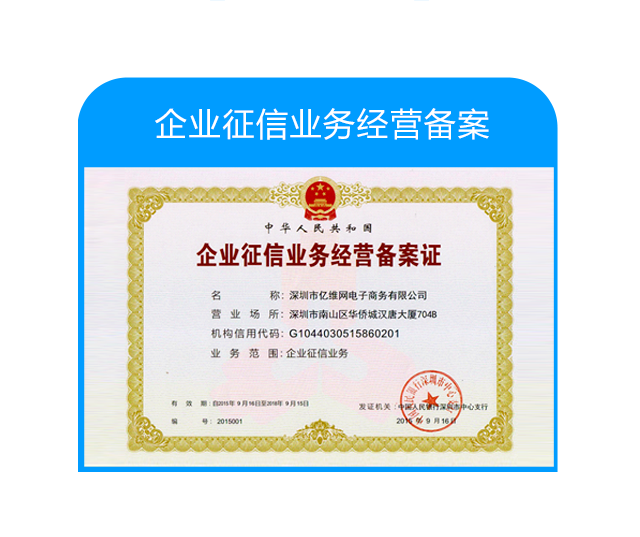 企业征信业务经营备案
中华人民共和国
企业征信业务经营备案证
名 称：深圳市亿维网电子商务有限公司
营 业 场 所：深圳市南山区华侨城汉唐大厦704B
机构信用代码：G1044030515860201
业 务 范 围：企业征信业务
有 效 期：自2015年9月16日至2018年9月15日
发证机关：中国人民银行深圳市中心支行
编 号：2015001
2015 年 9 月 16日